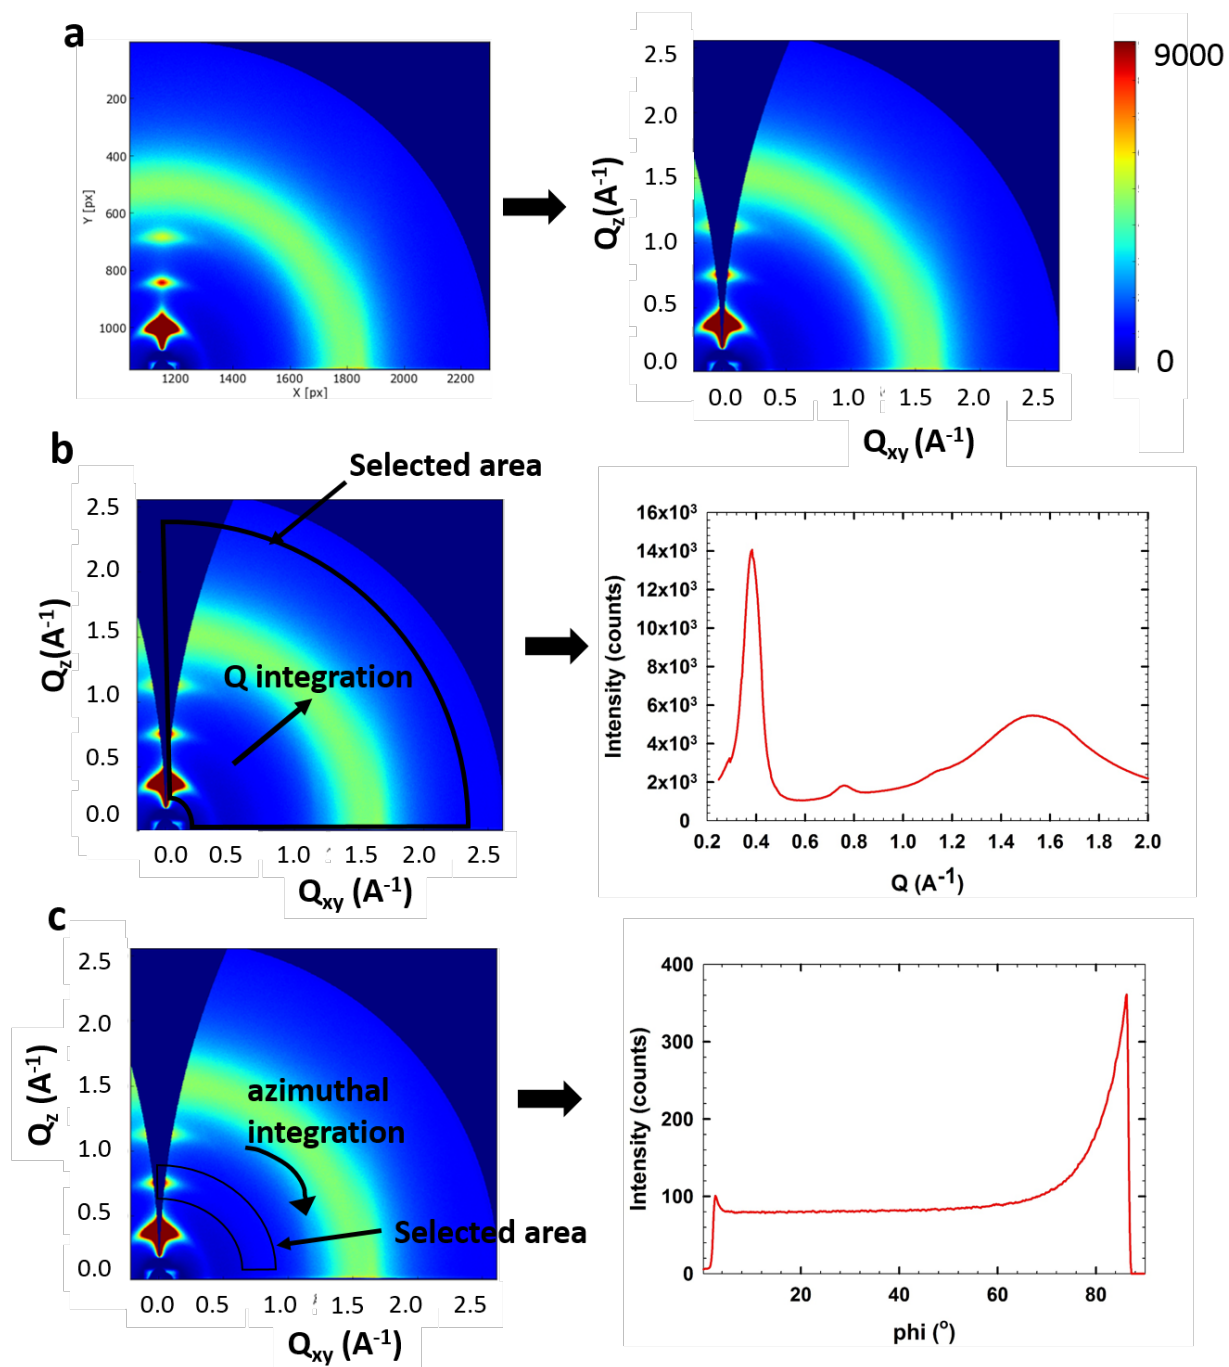 a
200
400
600
800
1000
Y [px]
1200 1400 1600 1800 2000 2200
X [px]
2.5
2.0
1.5
1.0
0.5
0.0
Qz(A-1)
0.0 0.5 1.0 1.5 2.0 2.5
Qxy (A-1)
9000
0
b
Selected area
2.5
2.0
1.5
1.0
0.5
0.0
Qz(A-1)
Q integration
0.0 0.5 1.0 1.5 2.0 2.5
Qxy (A-1)
16x10³
14x10³
12x10³
10x10³
8x10³
6x10³
4x10³
2x10³
0
Intensity (counts)
0.2 0.4 0.6 0.8 1.0 1.2 1.4 1.6 1.8 2.0
Q (A-1)
c
2.5
2.0
1.5
1.0
0.5
0.0
Qz (A-1)
azimuthal
integration
Selected area
0.0 0.5 1.0 1.5 2.0 2.5
Qxy (A-1)
400
300
200
100
0
Intensity (counts)
20 40 60 80
phi (o)